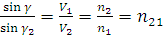 sin γ / sin γ₂ = V₁ / V₂ = n₂ / n₁ = n₂₁